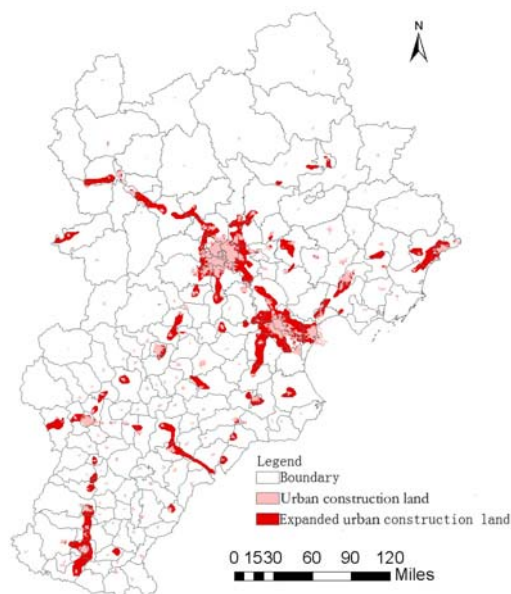 N
Legend
Boundary
Urban construction land
Expanded urban construction land
0 1530 60 90 120
Miles